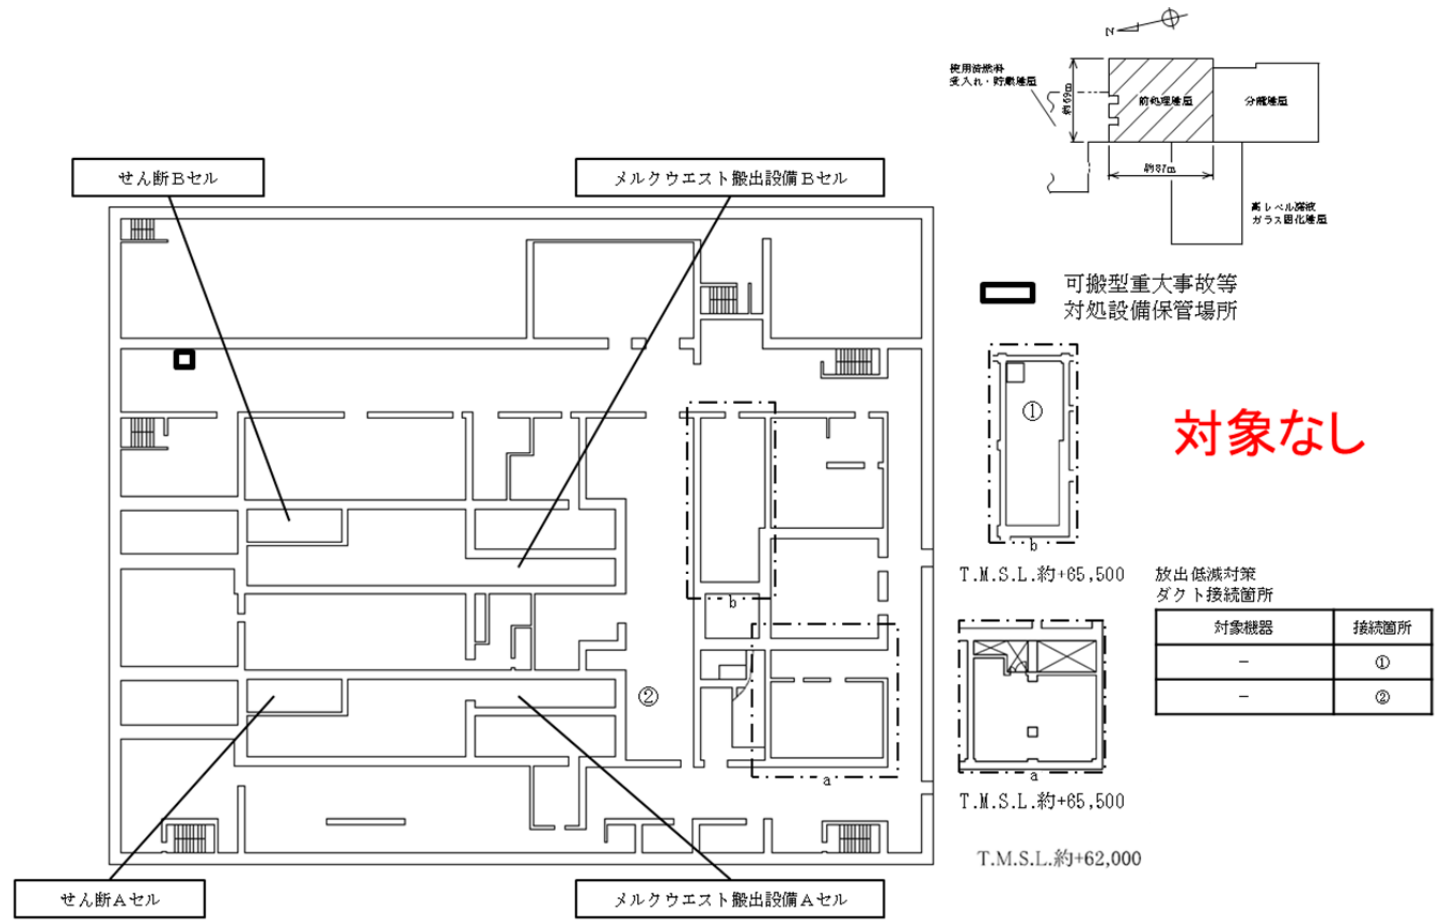 N
使用済燃料
受入れ・貯蔵建屋
約69m
前処理建屋
分離建屋
約87m
高レベル廃液
ガラス固化建屋
せん断Bセル
メルクウエスト搬出設備Bセル
可搬型重大事故等
対処設備保管場所
①
b
対象なし
T.M.S.L.約+65,500
放出低減対策
ダクト接続箇所
対象機器 接続箇所
－ ①
－ ②
b
②
a
a
T.M.S.L.約+65,500
T.M.S.L.約+62,000
せん断Aセル
メルクウエスト搬出設備Aセル